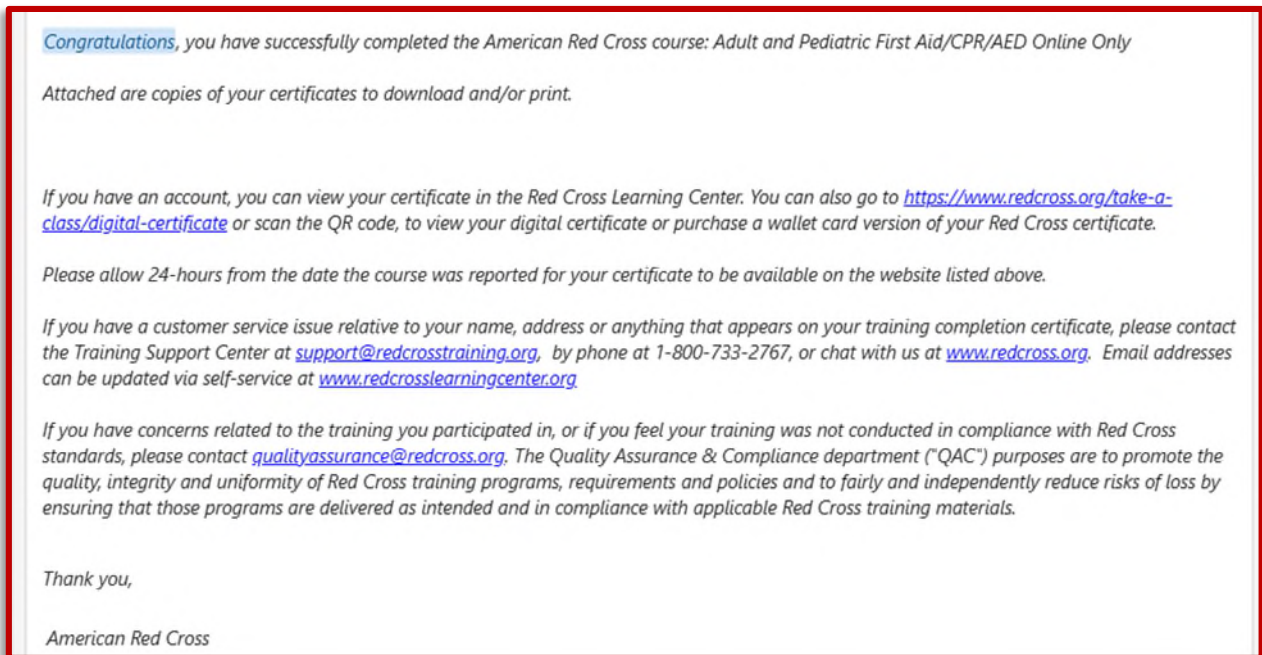 Congratulations, you have successfully completed the American Red Cross course: Adult and Pediatric First Aid/CPR/AED Online Only
Attached are copies of your certificates to download and/or print.
If you have an account, you can view your certificate in the Red Cross Learning Center. You can also go to https://www.redcross.org/take-a-
class/digital-certificate or scan the QR code, to view your digital certificate or purchase a wallet card version of your Red Cross certificate.
Please allow 24-hours from the date the course was reported for your certificate to be available on the website listed above.
If you have a customer service issue relative to your name, address or anything that appears on your training completion certificate, please contact
the Training Support Center at support@redcrosstraining.org, by phone at 1-800-733-2767, or chat with us at www.redcross.org. Email addresses
can be updated via self-service at www.redcrosslearningcenter.org
If you have concerns related to the training you participated in, or if you feel your training was not conducted in compliance with Red Cross
standards, please contact qualityassurance@redcross.org. The Quality Assurance & Compliance department ("QAC") purposes are to promote the
quality, integrity and uniformity of Red Cross training programs, requirements and policies and to fairly and independently reduce risks of loss by
ensuring that those programs are delivered as intended and in compliance with applicable Red Cross training materials.
Thank you,
American Red Cross